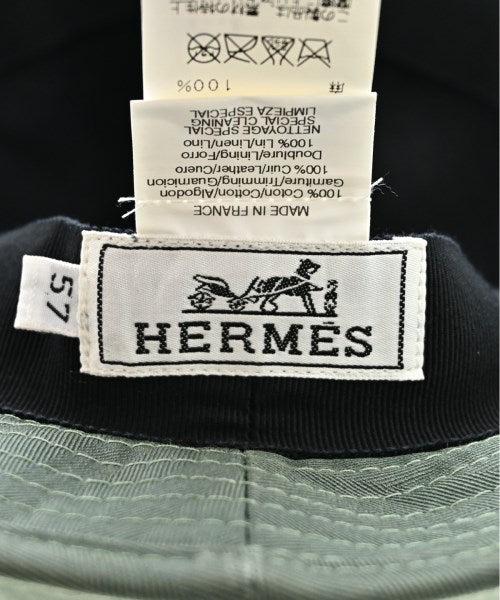 MADE IN FRANCE
100% Coton/Cotton/Algodon
Garniture/Trimming/Guarnicion
100% Cuir/Leather/Cuero
Doublure/Lining/Forro
100% Lin/Linen/Lino
NETTOYAGE SPECIAL
SPECIAL CLEANING
LIMPIEZA ESPECIAL
麻 100%
57
HERMÈS